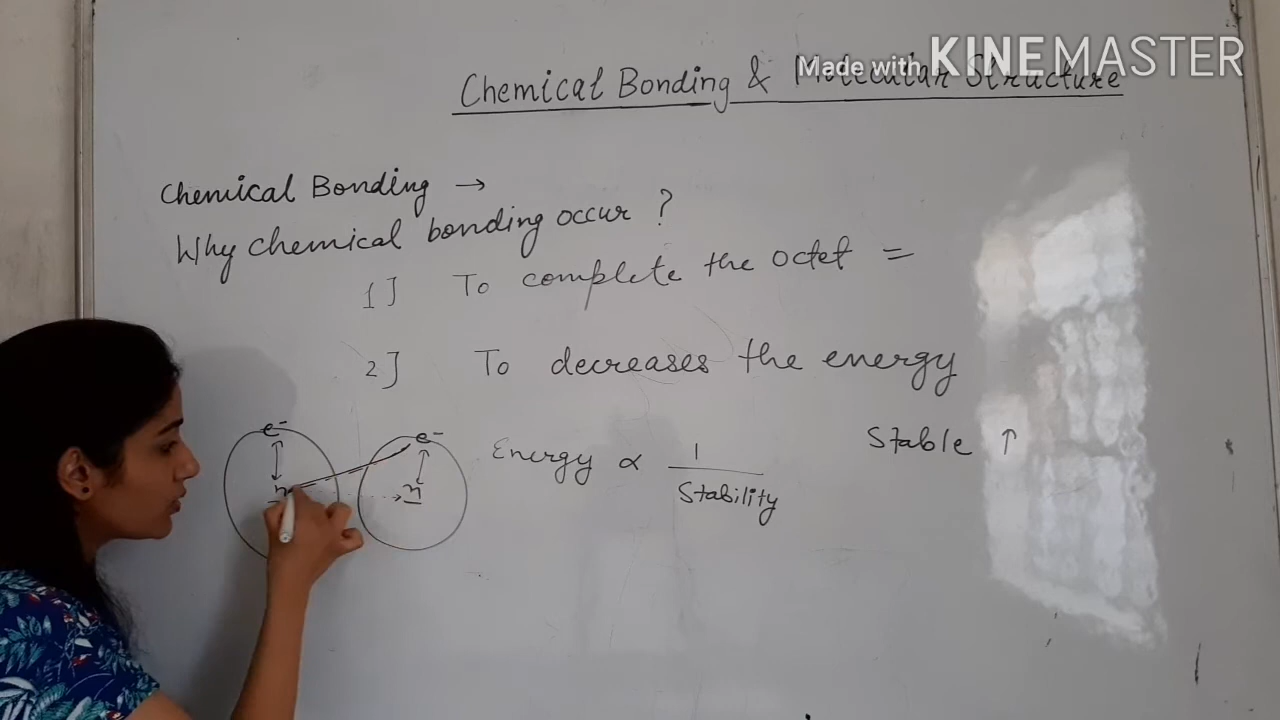 Made with KINEMASTER
Chemical Bonding & Molecular Structure
Chemical Bonding →
Why chemical bonding occur ?
1] To complete the octet =
2] To decreases the energy
Energy ∝ 1 / Stability
Stable ↑
e⁻ e⁻
n n